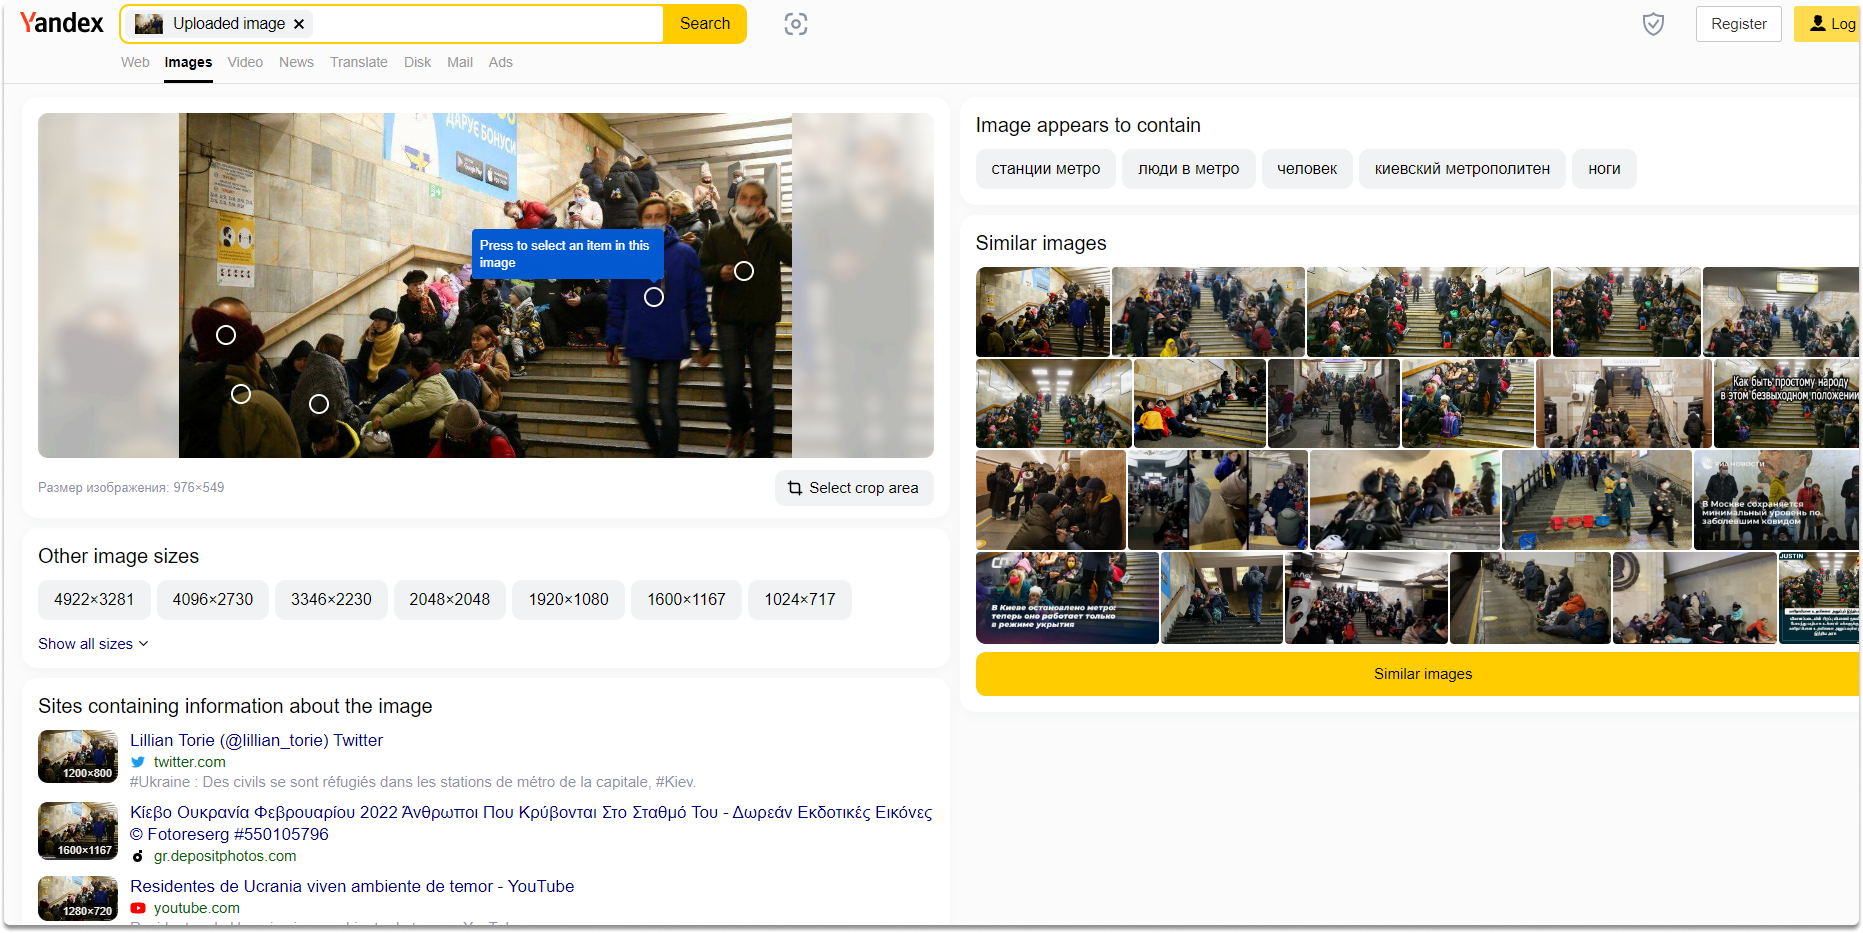 Yandex
Uploaded image
Search
Register
Log
Web
Images
Video
News
Translate
Disk
Mail
Ads
ДАРУЄ БОНУСИ
Press to select an item in this
image
Размер изображения: 976×549
Select crop area
Other image sizes
4922×3281
4096×2730
3346×2230
2048×2048
1920×1080
1600×1167
1024×717
Show all sizes
Sites containing information about the image
1200×800
Lillian Torie (@lillian_torie) Twitter
twitter.com
#Ukraine : Des civils se sont réfugiés dans les stations de métro de la capitale, #Kiev.
1600×1167
Κίεβο Ουκρανία Φεβρουαρίου 2022 Άνθρωποι Που Κρύβονται Στο Σταθμό Του - Δωρεάν Εκδοτικές Εικόνες
© Fotoreserg #550105796
gr.depositphotos.com
1280×720
Residentes de Ucrania viven ambiente de temor - YouTube
youtube.com
Image appears to contain
станции метро
люди в метро
человек
киевский метрополитен
ноги
Similar images
Как быть простому народу
в этом безвыходном положении
В Москве сохраняется
минимальный уровень по
заболевшим ковидом
В Киеве остановлено метро:
теперь оно работает только
в режиме укрытия
JUSTIN
Similar images